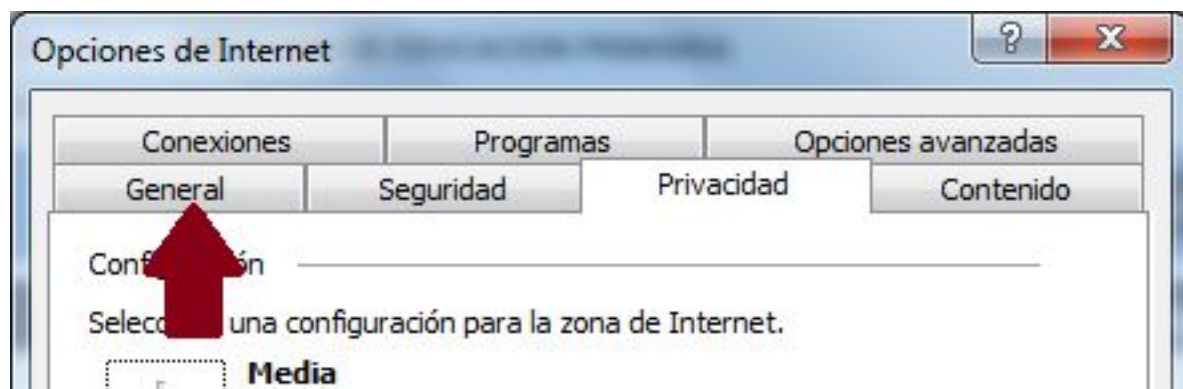 Opciones de Internet
?
X
Conexiones Programas Opciones avanzadas
General Seguridad Privacidad Contenido
una configuración para la zona de Internet.
Media